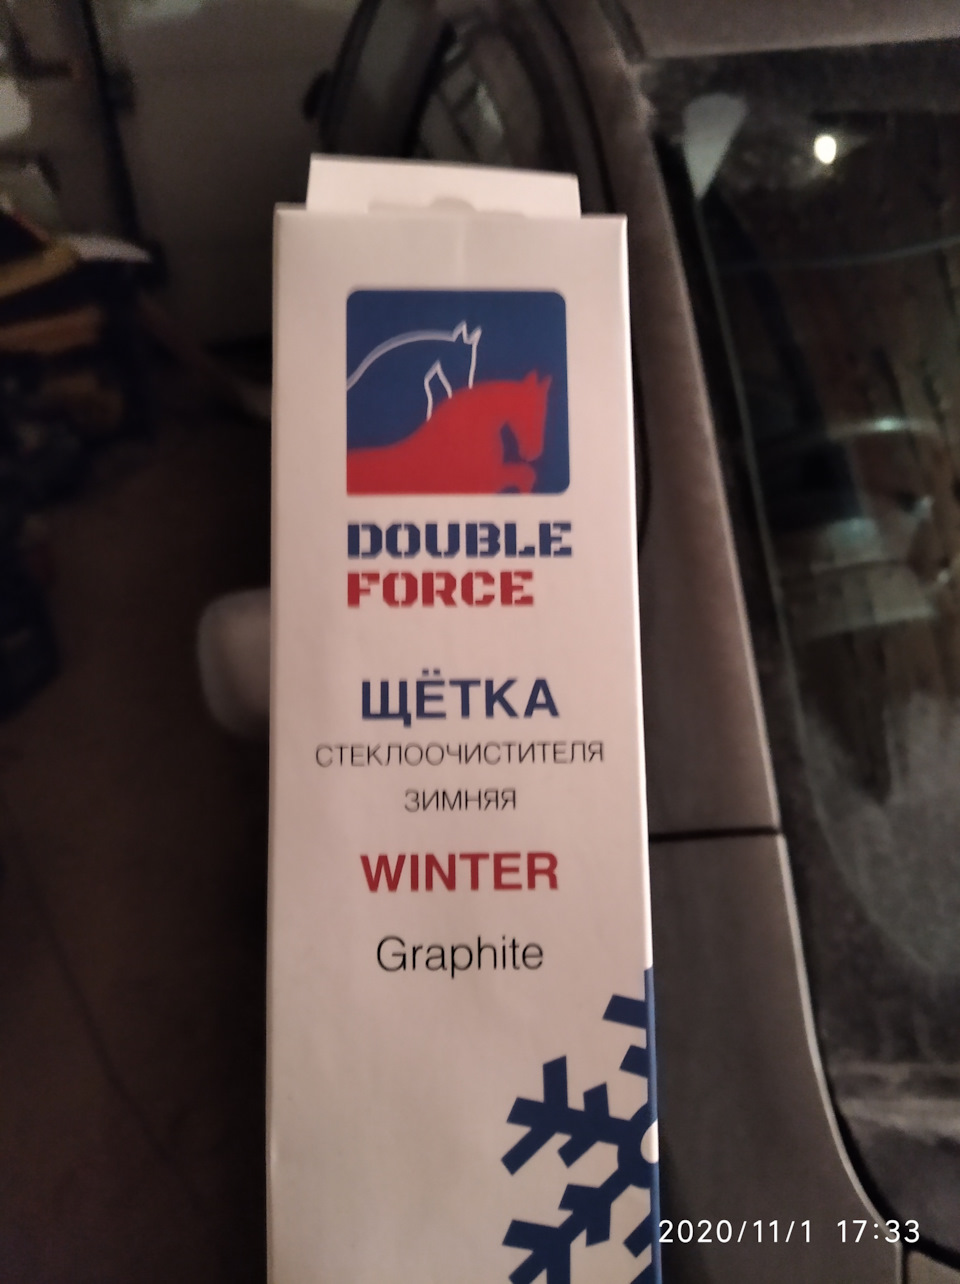 DOUBLE
FORCE
ЩЁТКА
СТЕКЛООЧИСТИТЕЛЯ
ЗИМНЯЯ
WINTER
Graphite
2020/11/1 17:33